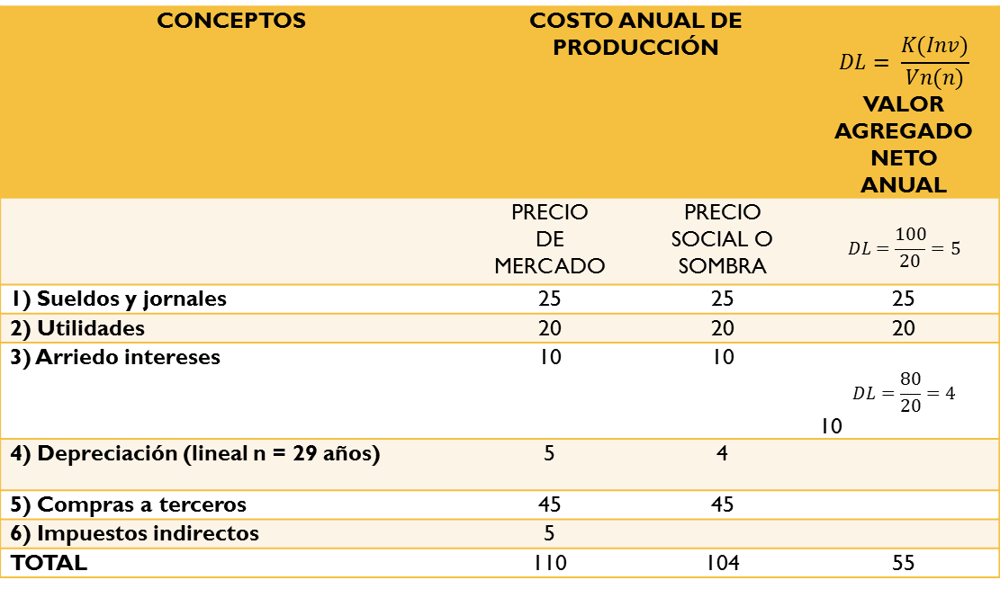 CONCEPTOS
COSTO ANUAL DE
PRODUCCIÓN
DL = K(Inv) / Vn(n)
VALOR
AGREGADO
NETO
ANUAL
PRECIO
DE
MERCADO
PRECIO
SOCIAL O
SOMBRA
DL = 100 / 20 = 5
1) Sueldos y jornales 25 25 25
2) Utilidades 20 20 20
3) Arriedo intereses 10 10
DL = 80 / 20 = 4
10
4) Depreciación (lineal n = 29 años) 5 4
5) Compras a terceros 45 45
6) Impuestos indirectos 5
TOTAL 110 104 55